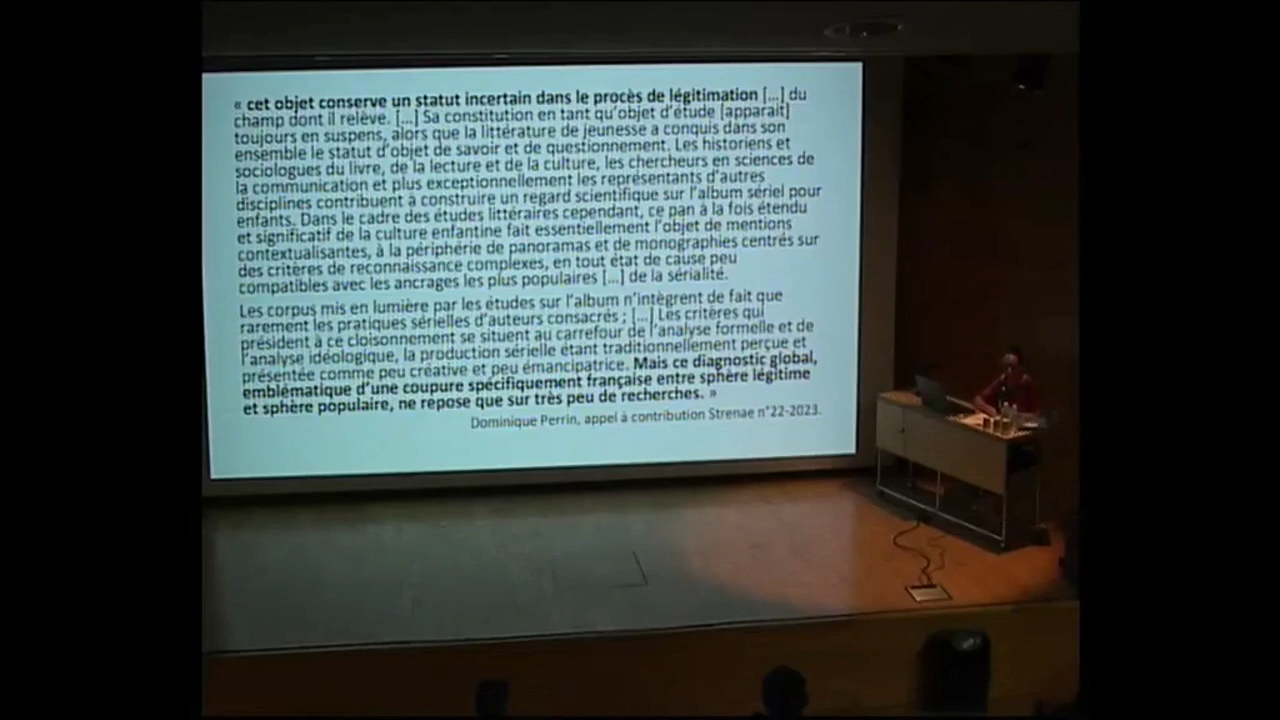 « cet objet conserve un statut incertain dans le procès de légitimation [...] du
champ dont il relève. [...] Sa constitution en tant qu'objet d'étude [apparait]
toujours en suspens, alors que la littérature de jeunesse a conquis dans son
ensemble le statut d'objet de savoir et de questionnement. Les historiens et
sociologues du livre, de la lecture et de la culture, les chercheurs en sciences de
la communication et plus exceptionnellement les représentants d'autres
disciplines contribuent à construire un regard scientifique sur l'album sériel pour
enfants. Dans le cadre des études littéraires cependant, ce pan à la fois étendu
et significatif de la culture enfantine fait essentiellement l'objet de mentions
contextualisantes, à la périphérie de panoramas et de monographies centrés sur
des critères de reconnaissance complexes, en tout état de cause peu
compatibles avec les ancrages les plus populaires [...] de la sérialité.
Les corpus mis en lumière par les études sur l'album n'intègrent de fait que
rarement les pratiques sérielles d'auteurs consacrés ; [...] Les critères qui
président à ce cloisonnement se situent au carrefour de l'analyse formelle et de
l'analyse idéologique, la production sérielle étant traditionnellement perçue et
présentée comme peu créative et peu émancipatrice. Mais ce diagnostic global,
emblématique d'une coupure spécifiquement française entre sphère légitime
et sphère populaire, ne repose que sur très peu de recherches. »
Dominique Perrin, appel à contribution Strenae n°22-2023.